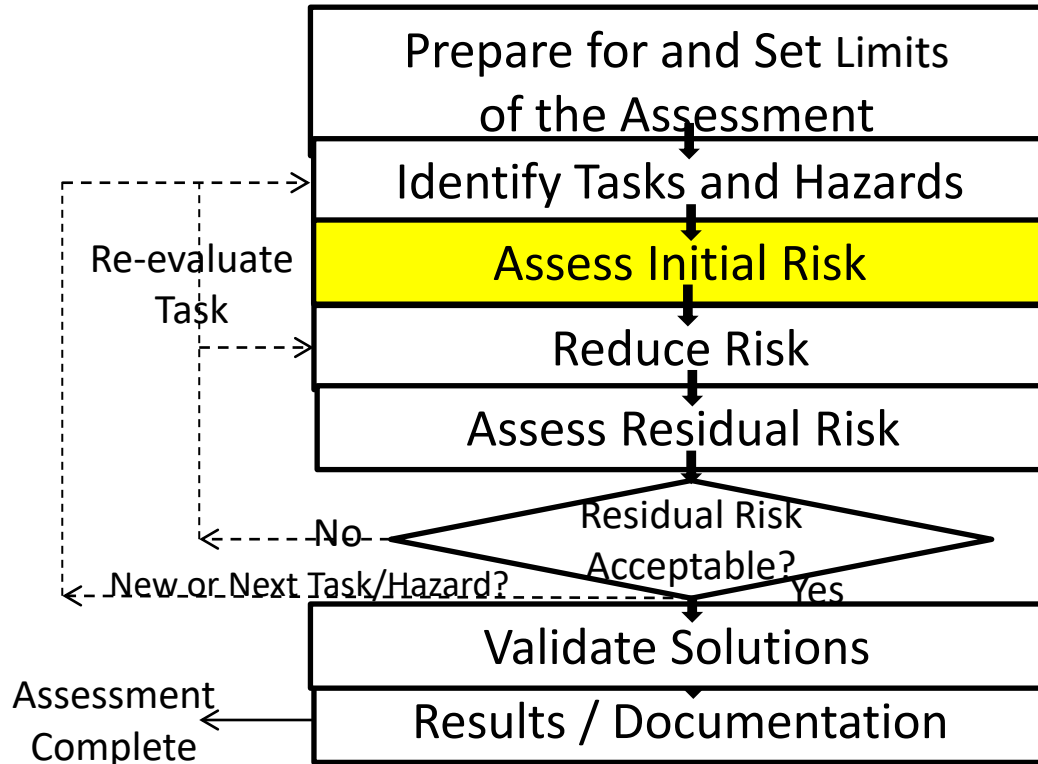 Prepare for and Set Limits
of the Assessment
Identify Tasks and Hazards
Assess Initial Risk
Re-evaluate
Task
Reduce Risk
Assess Residual Risk
Residual Risk
Acceptable?
No
New or Next Task/Hazard?
Yes
Validate Solutions
Results / Documentation
Assessment
Complete